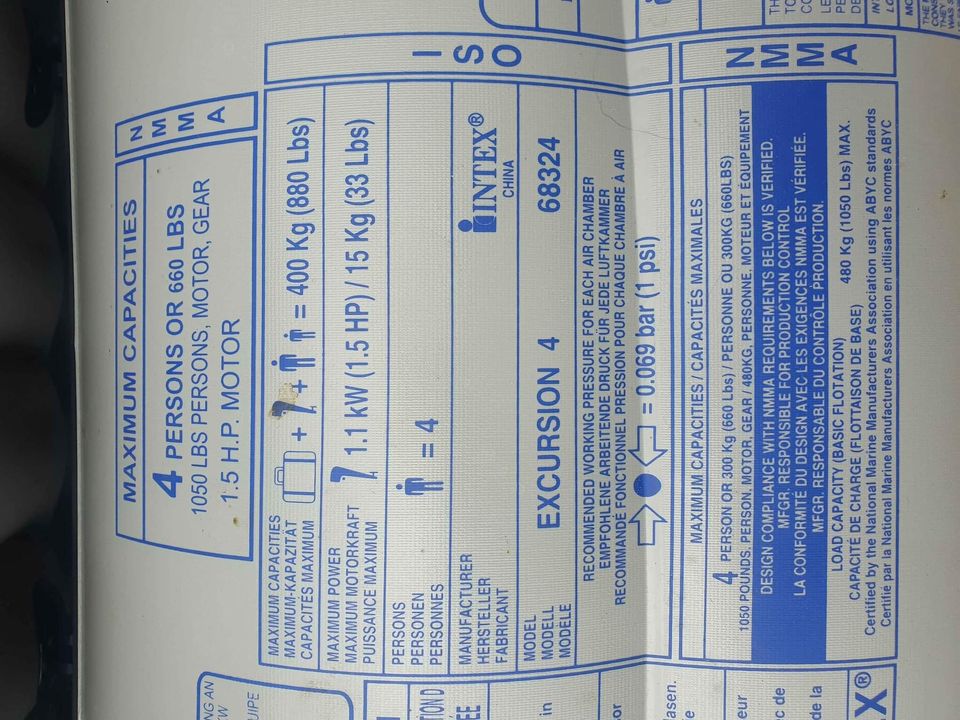 MAXIMUM CAPACITIES
4 PERSONS OR 660 LBS
1050 LBS PERSONS, MOTOR, GEAR
1.5 H.P. MOTOR
N
M
M
A
MAXIMUM CAPACITIES
MAXIMUM-KAPAZITÄT
CAPACITÉS MAXIMUM
+ + = 400 Kg (880 Lbs)
MAXIMUM POWER
MAXIMUM MOTORKRAFT
PUISSANCE MAXIMUM
1.1 kW (1.5 HP) / 15 Kg (33 Lbs)
PERSONS
PERSONEN
PERSONNES
= 4
MANUFACTURER
HERSTELLER
FABRICANT
INTEX®
CHINA
MODEL
MODELL
MODELE
EXCURSION 4 68324
RECOMMENDED WORKING PRESSURE FOR EACH AIR CHAMBER
EMPFOHLENE ARBEITENDE DRUCK FÜR JEDE LUFTKAMMER
RECOMMANDÉ FONCTIONNEL PRESSION POUR CHAQUE CHAMBRE À AIR
= 0.069 bar (1 psi)
I
S
O
MAXIMUM CAPACITIES / CAPACITÉS MAXIMALES
4 PERSON OR 300 Kg (660 Lbs) / PERSONNE OU 300KG (660LBS)
1050 POUNDS, PERSON, MOTOR, GEAR / 480KG, PERSONNE, MOTEUR ET ÉQUIPEMENT
DESIGN COMPLIANCE WITH NMMA REQUIREMENTS BELOW IS VERIFIED.
MFGR. RESPONSIBLE FOR PRODUCTION CONTROL
LA CONFORMITÉ DU DESIGN AVEC LES EXIGENCES NMMA EST VÉRIFIÉE.
MFGR. RESPONSABLE DU CONTRÔLE PRODUCTION.
LOAD CAPACITY (BASIC FLOTATION)
CAPACITÉ DE CHARGE (FLOTTAISON DE BASE) 480 Kg (1050 Lbs) MAX.
Certified by the National Marine Manufacturers Association using ABYC standards
Certifié par la National Marine Manufacturers Association en utilisant les normes ABYC
N
M
M
A
X®